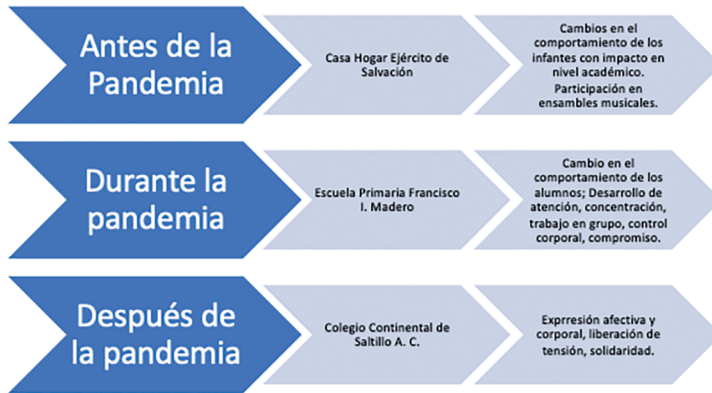 Antes de la
Pandemia
Casa Hogar Ejército de
Salvación
Cambios en el
comportamiento de los
infantes con impacto en
nivel académico.
Participación en
ensambles musicales.
Durante la
pandemia
Escuela Primaria Francisco
I. Madero
Cambio en el
comportamiento de los
alumnos; Desarrollo de
atención, concentración,
trabajo en grupo, control
corporal, compromiso.
Después de
la pandemia
Colegio Continental de
Saltillo A. C.
Exprresión afectiva y
corporal, liberación de
tensión, solidaridad.